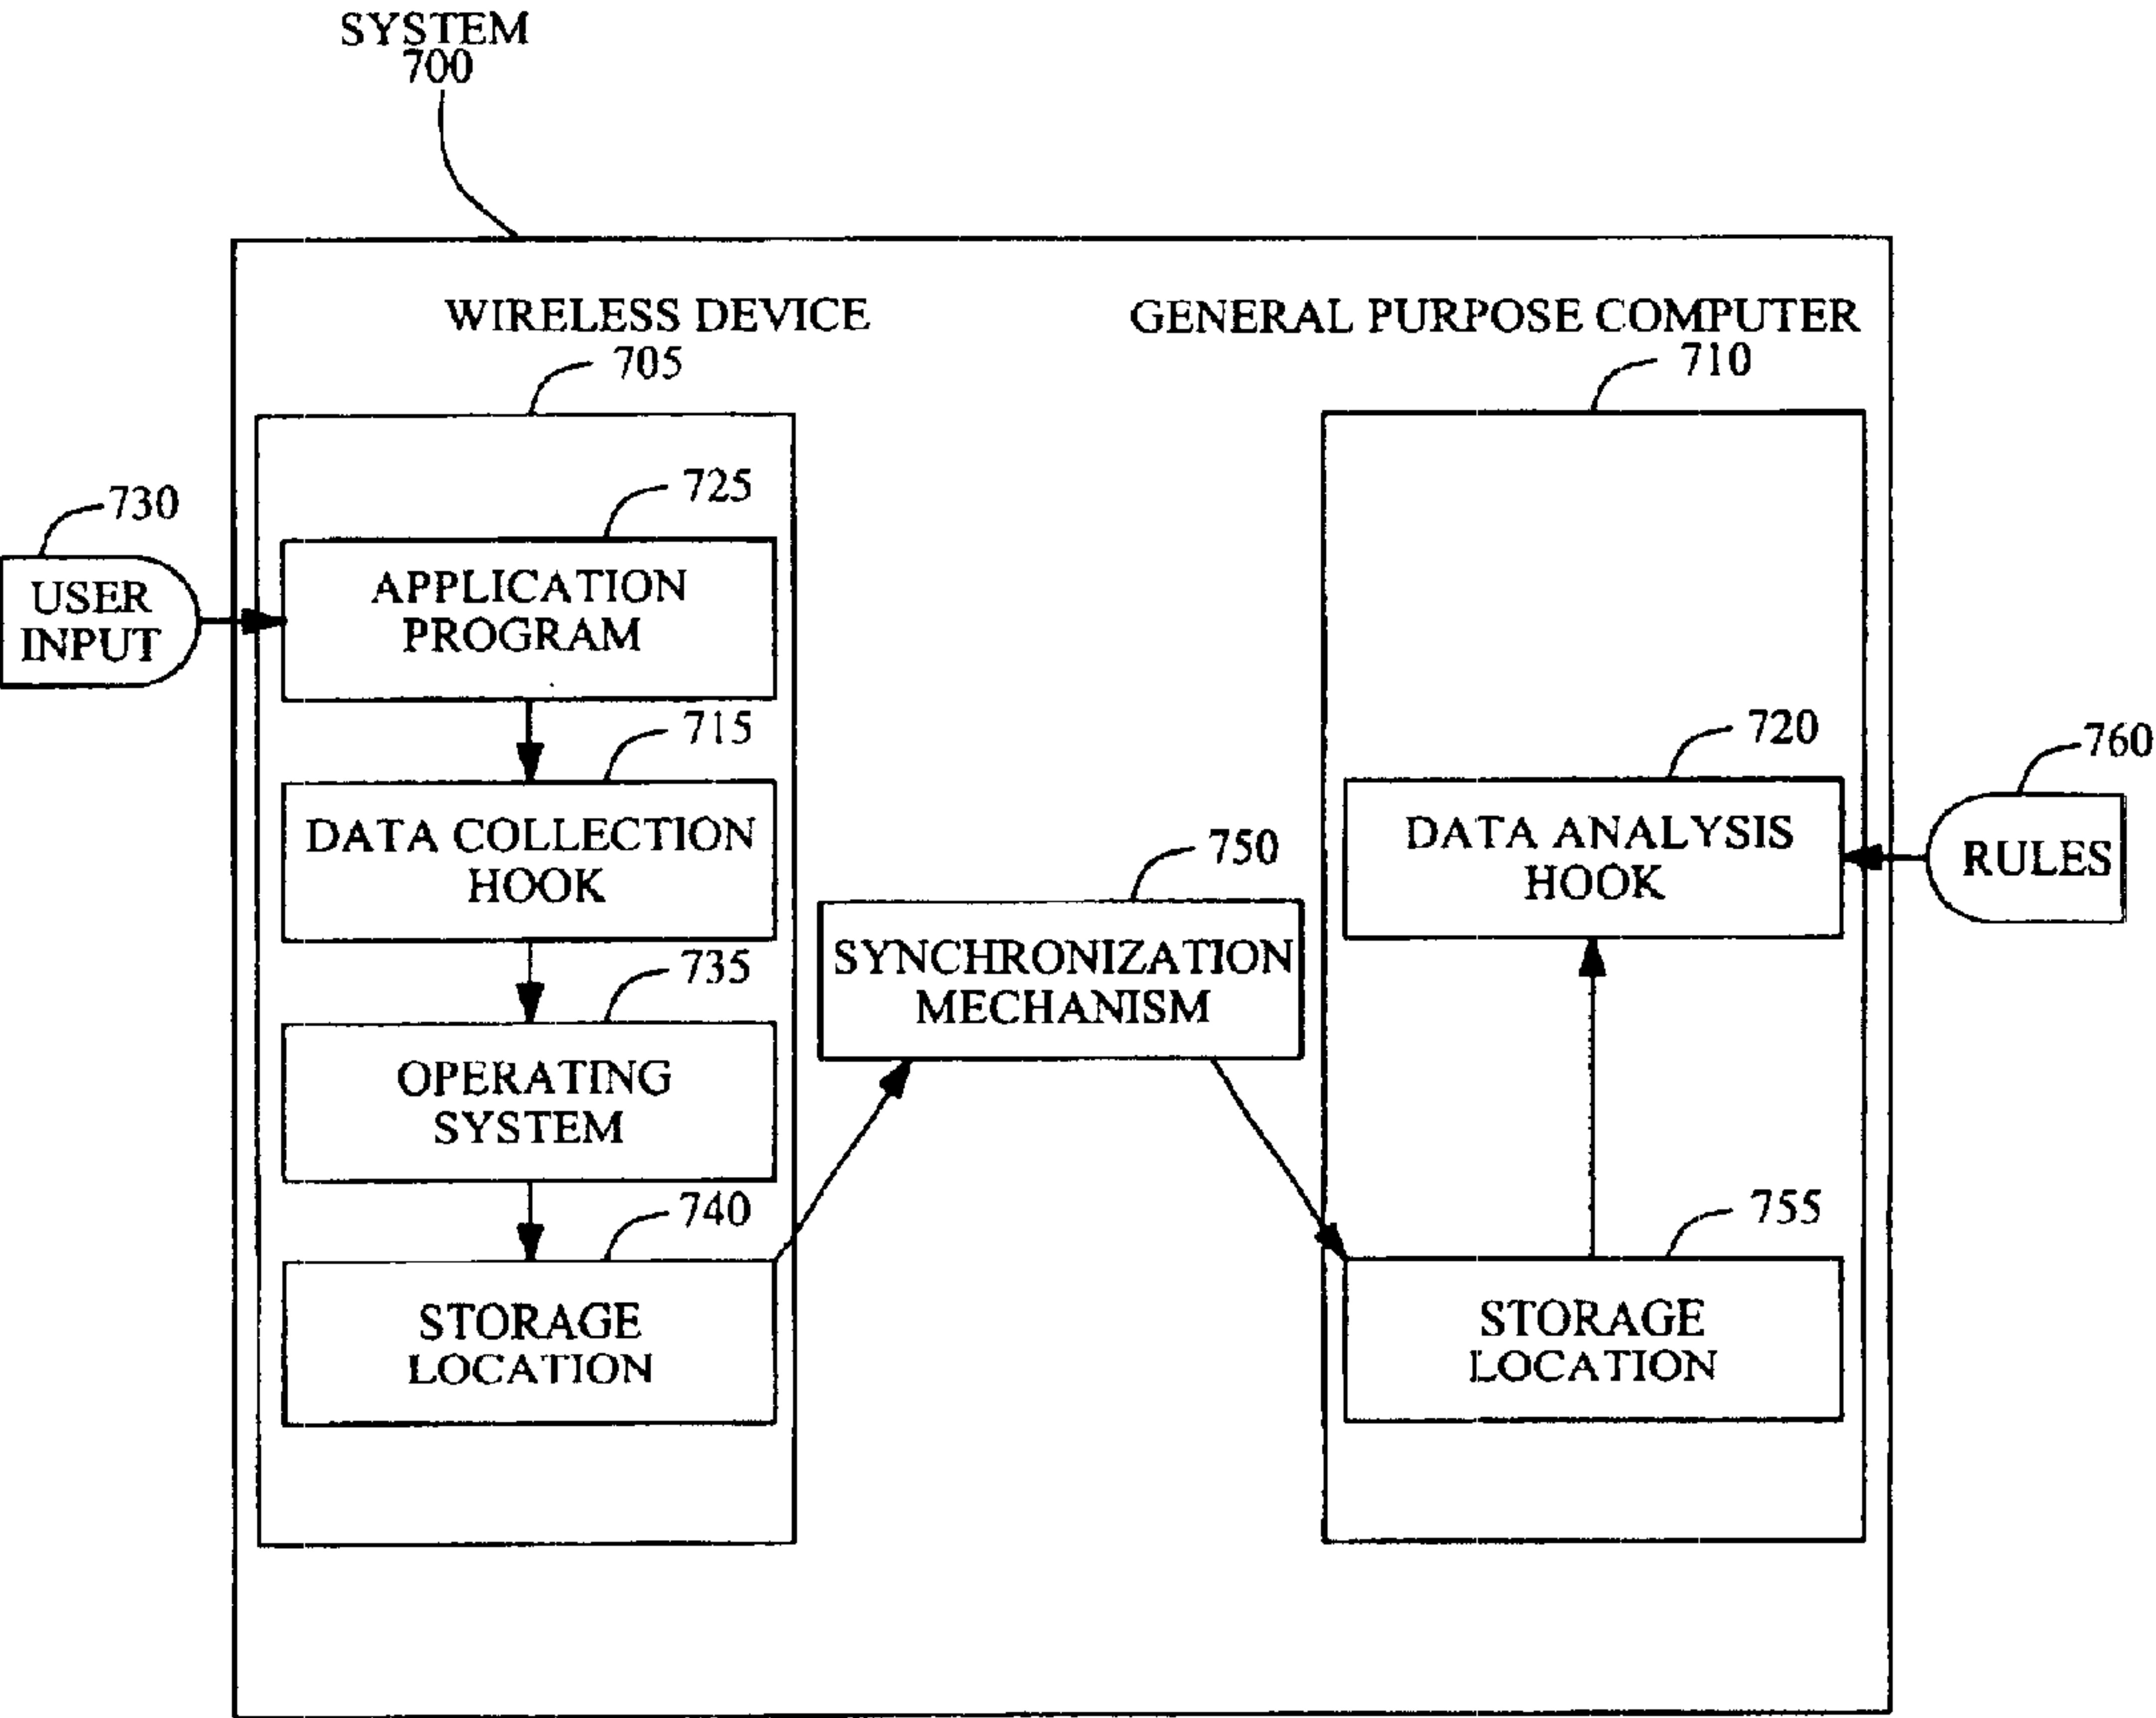 SYSTEM
700
WIRELESS DEVICE
705
GENERAL PURPOSE COMPUTER
710
730
USER
INPUT
725
APPLICATION
PROGRAM
715
DATA COLLECTION
HOOK
735
OPERATING
SYSTEM
740
STORAGE
LOCATION
750
SYNCHRONIZATION
MECHANISM
720
DATA ANALYSIS
HOOK
760
RULES
755
STORAGE
LOCATION